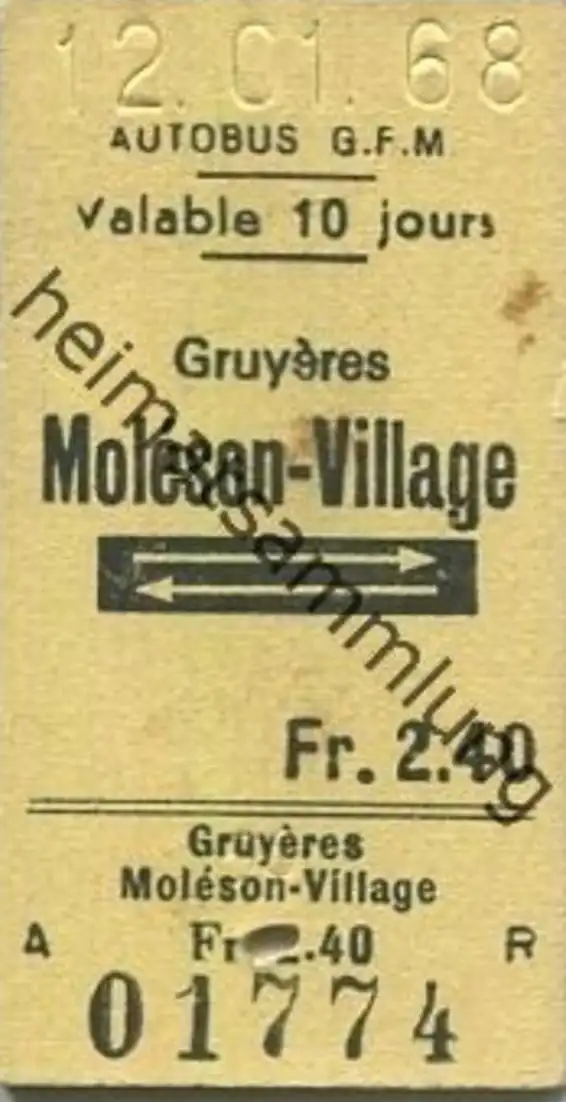 12.01.68
AUTOBUS G.F.M
Valable 10 jours
Gruyères
Moléson-Village
Fr. 2.40
Gruyères
Moléson-Village
A Fr 2.40 R
01774
heimatsammlung